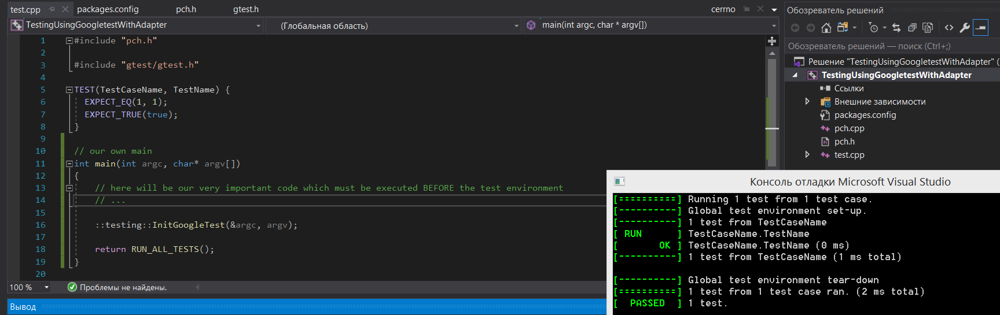 test.cpp packages.config pch.h gtest.h cerrno
TestingUsingGoogletestWithAdapter (Глобальная область) main(int argc, char * argv[])
1 #include "pch.h"
2
3 #include "gtest/gtest.h"
4
5 TEST(TestCaseName, TestName) {
6 EXPECT_EQ(1, 1);
7 EXPECT_TRUE(true);
8 }
9
10 // our own main
11 int main(int argc, char* argv[])
12 {
13 // here will be our very important code which must be executed BEFORE the test environment
14 // ...
15
16 ::testing::InitGoogleTest(&argc, argv);
17
18 return RUN_ALL_TESTS();
19 }
20
100 % Проблемы не найдены.
Вывод
Обозреватель решений
Обозреватель решений — поиск (Ctrl+;)
Решение "TestingUsingGoogletestWithAdapter" (
TestingUsingGoogletestWithAdapter
Ссылки
Внешние зависимости
packages.config
pch.cpp
pch.h
test.cpp
Консоль отладки Microsoft Visual Studio
[==========] Running 1 test from 1 test case.
[----------] Global test environment set-up.
[----------] 1 test from TestCaseName
[ RUN      ] TestCaseName.TestName
[       OK ] TestCaseName.TestName (0 ms)
[----------] 1 test from TestCaseName (1 ms total)
[----------] Global test environment tear-down
[==========] 1 test from 1 test case ran. (2 ms total)
[  PASSED  ] 1 test.